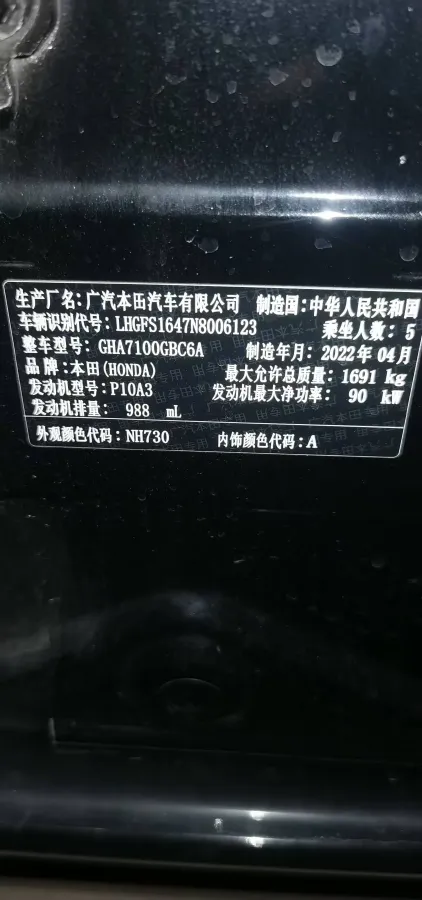 生产厂名：广汽本田汽车有限公司 制造国：中华人民共和国
车辆识别代号：LHGFS1647N8006123 乘坐人数：5
整车型号：GHA7100GBC6A 制造年月：2022年04月
品牌：本田(HONDA) 最大允许总质量：1691 kg
发动机型号：P10A3 发动机最大净功率：90 kW
发动机排量：988 mL
外观颜色代码：NH730 内饰颜色代码：A